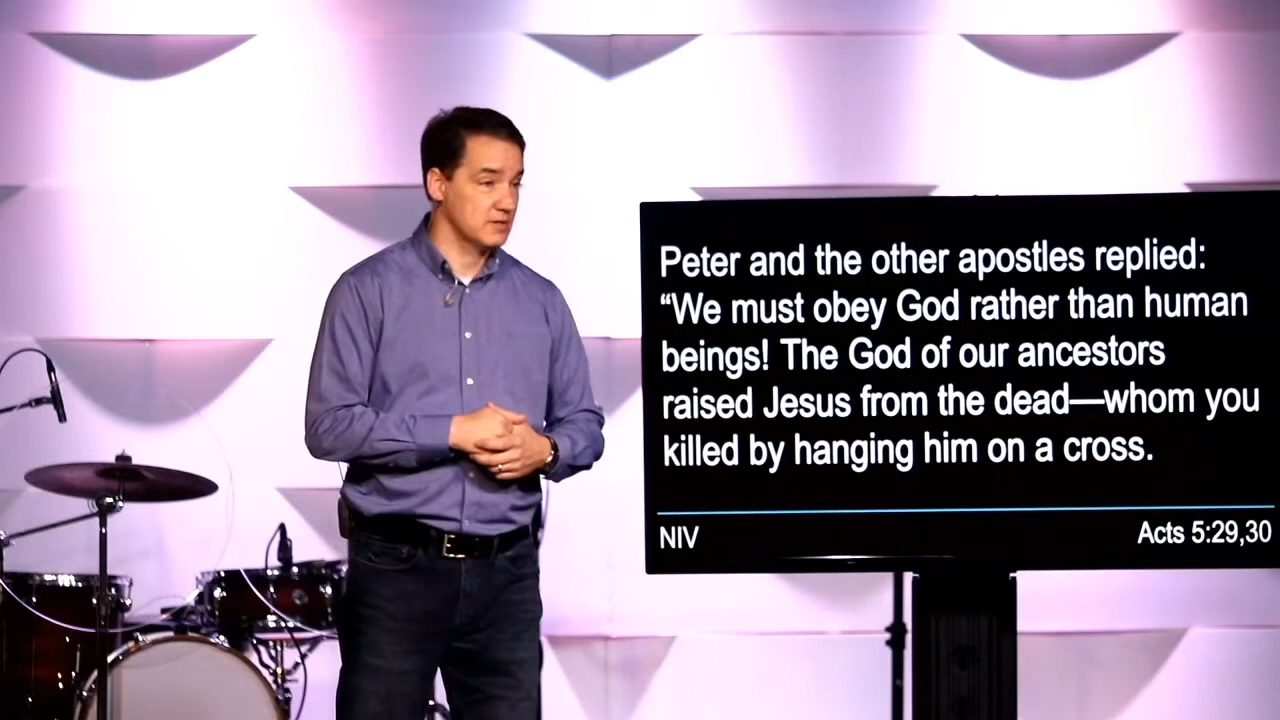 Peter and the other apostles replied:
“We must obey God rather than human
beings! The God of our ancestors
raised Jesus from the dead—whom you
killed by hanging him on a cross.
NIV
Acts 5:29,30